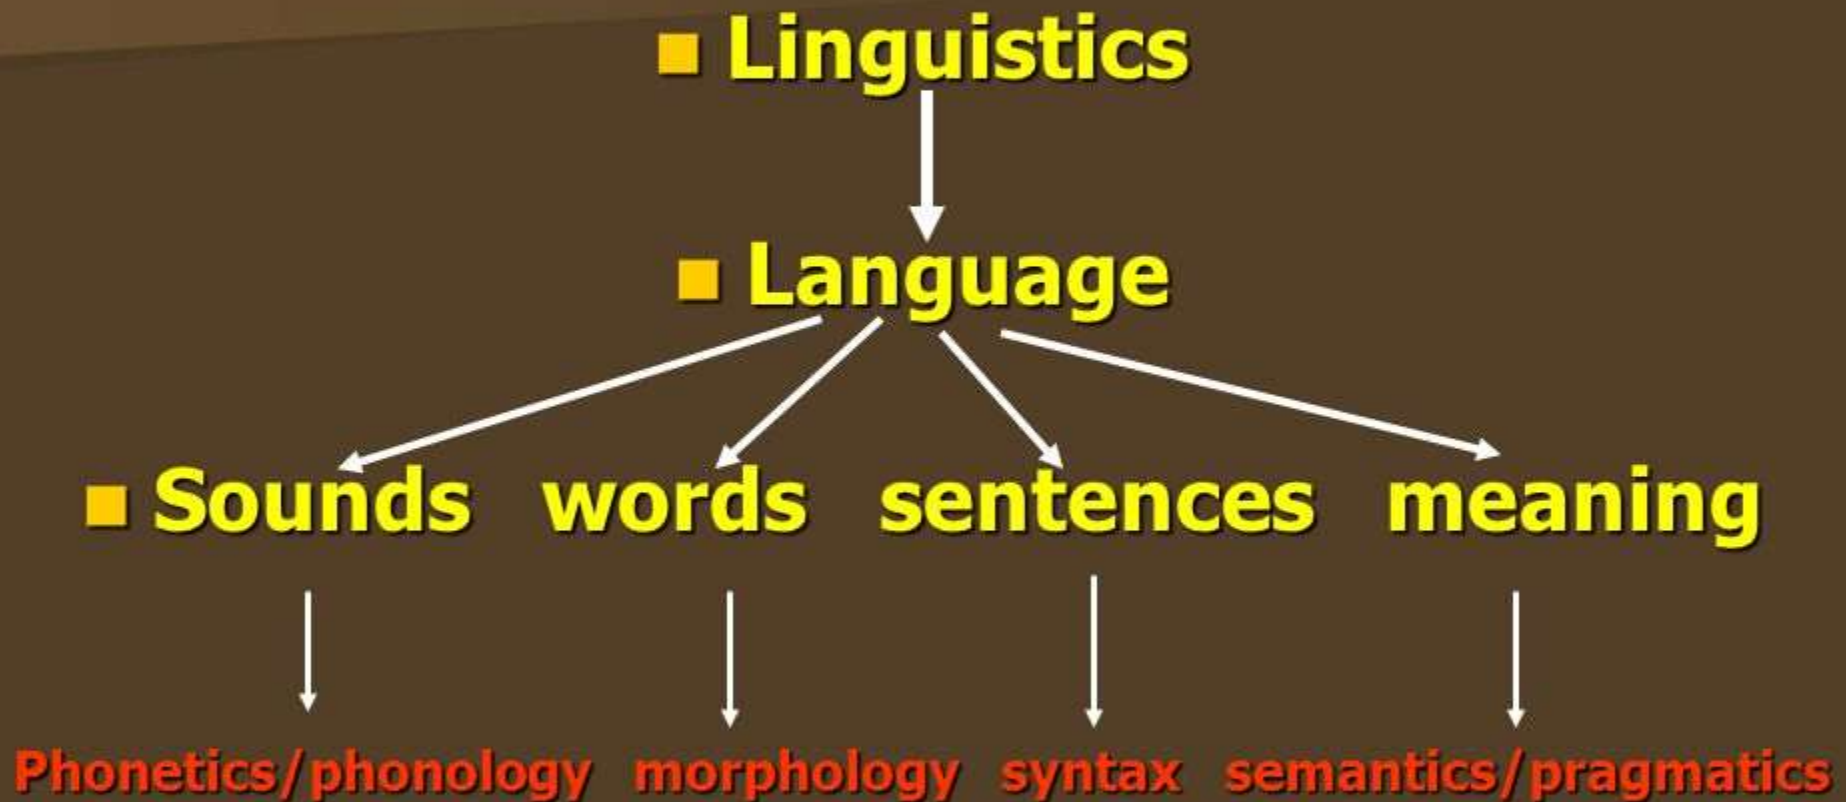 Linguistics
Language
Sounds words sentences meaning
Phonetics/phonology morphology syntax semantics/pragmatics